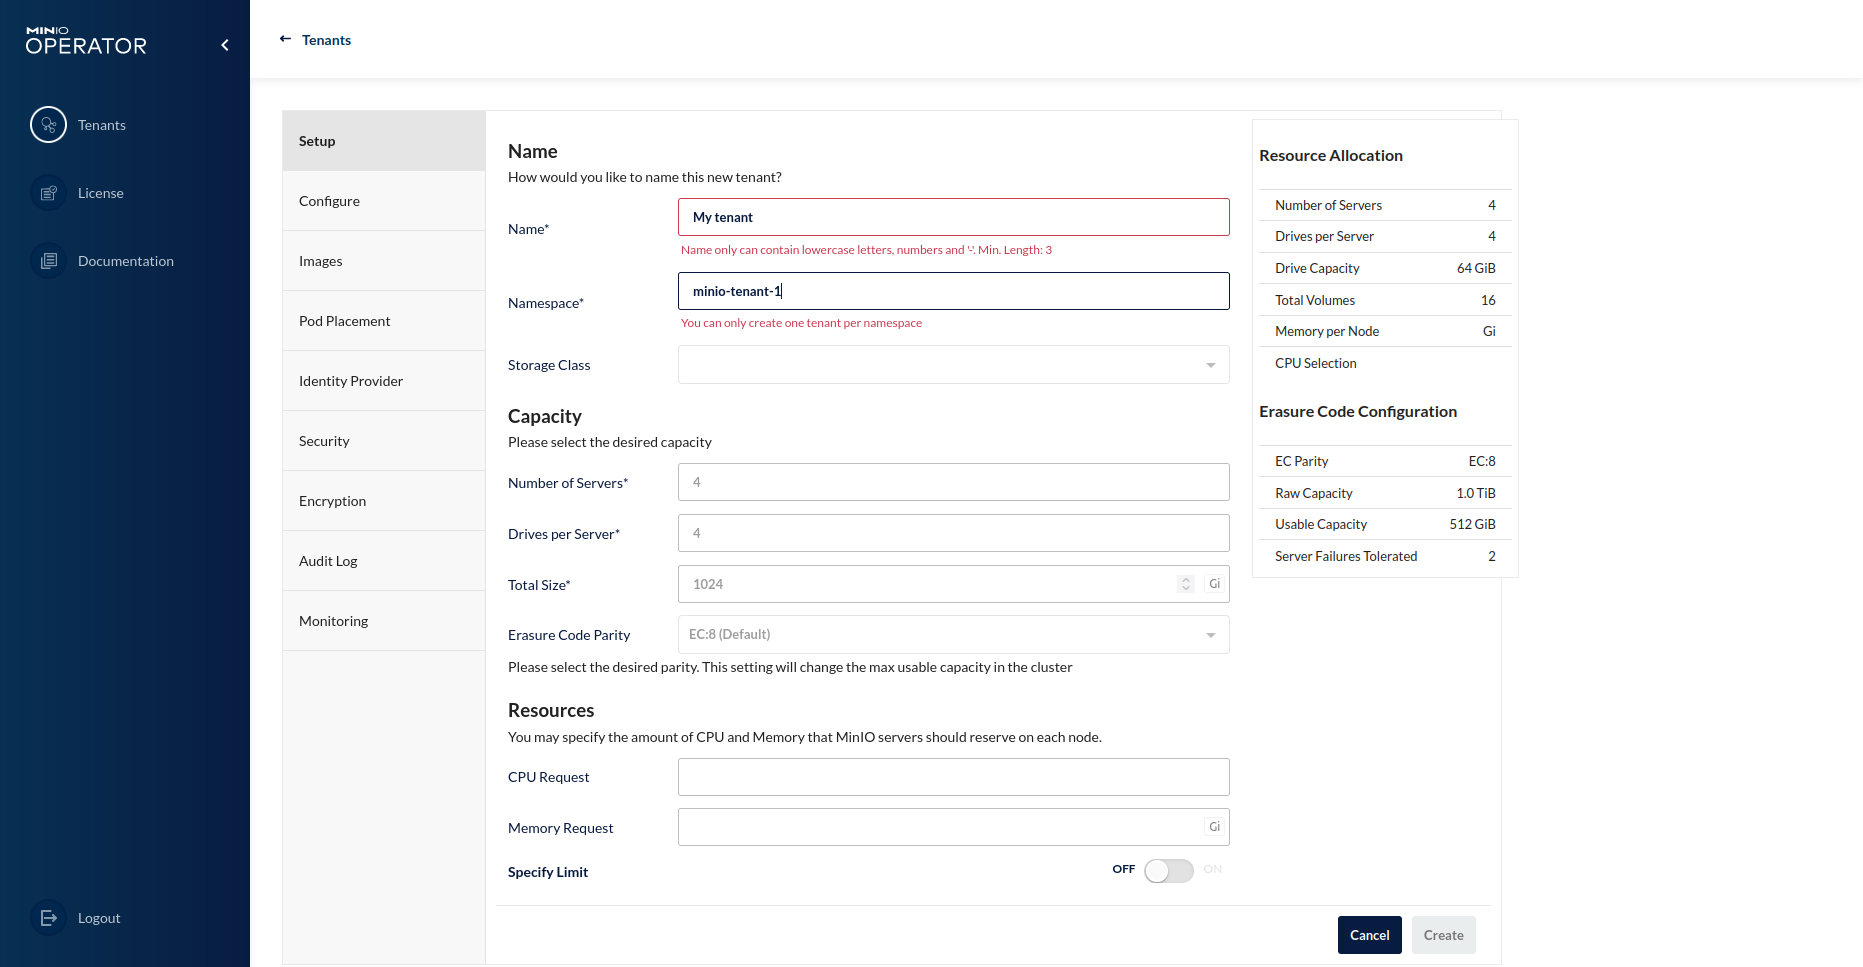 MINIO
OPERATOR
Tenants
License
Documentation
Logout
Tenants
Setup
Configure
Images
Pod Placement
Identity Provider
Security
Encryption
Audit Log
Monitoring
Name
How would you like to name this new tenant?
Name* My tenant
Name only can contain lowercase letters, numbers and '-'. Min. Length: 3
Namespace* minio-tenant-1
You can only create one tenant per namespace
Storage Class
Capacity
Please select the desired capacity
Number of Servers* 4
Drives per Server* 4
Total Size* 1024 Gi
Erasure Code Parity EC:8 (Default)
Please select the desired parity. This setting will change the max usable capacity in the cluster
Resources
You may specify the amount of CPU and Memory that MinIO servers should reserve on each node.
CPU Request
Memory Request Gi
Specify Limit OFF ON
Cancel Create
Resource Allocation
Number of Servers 4
Drives per Server 4
Drive Capacity 64 GiB
Total Volumes 16
Memory per Node Gi
CPU Selection
Erasure Code Configuration
EC Parity EC:8
Raw Capacity 1.0 TiB
Usable Capacity 512 GiB
Server Failures Tolerated 2